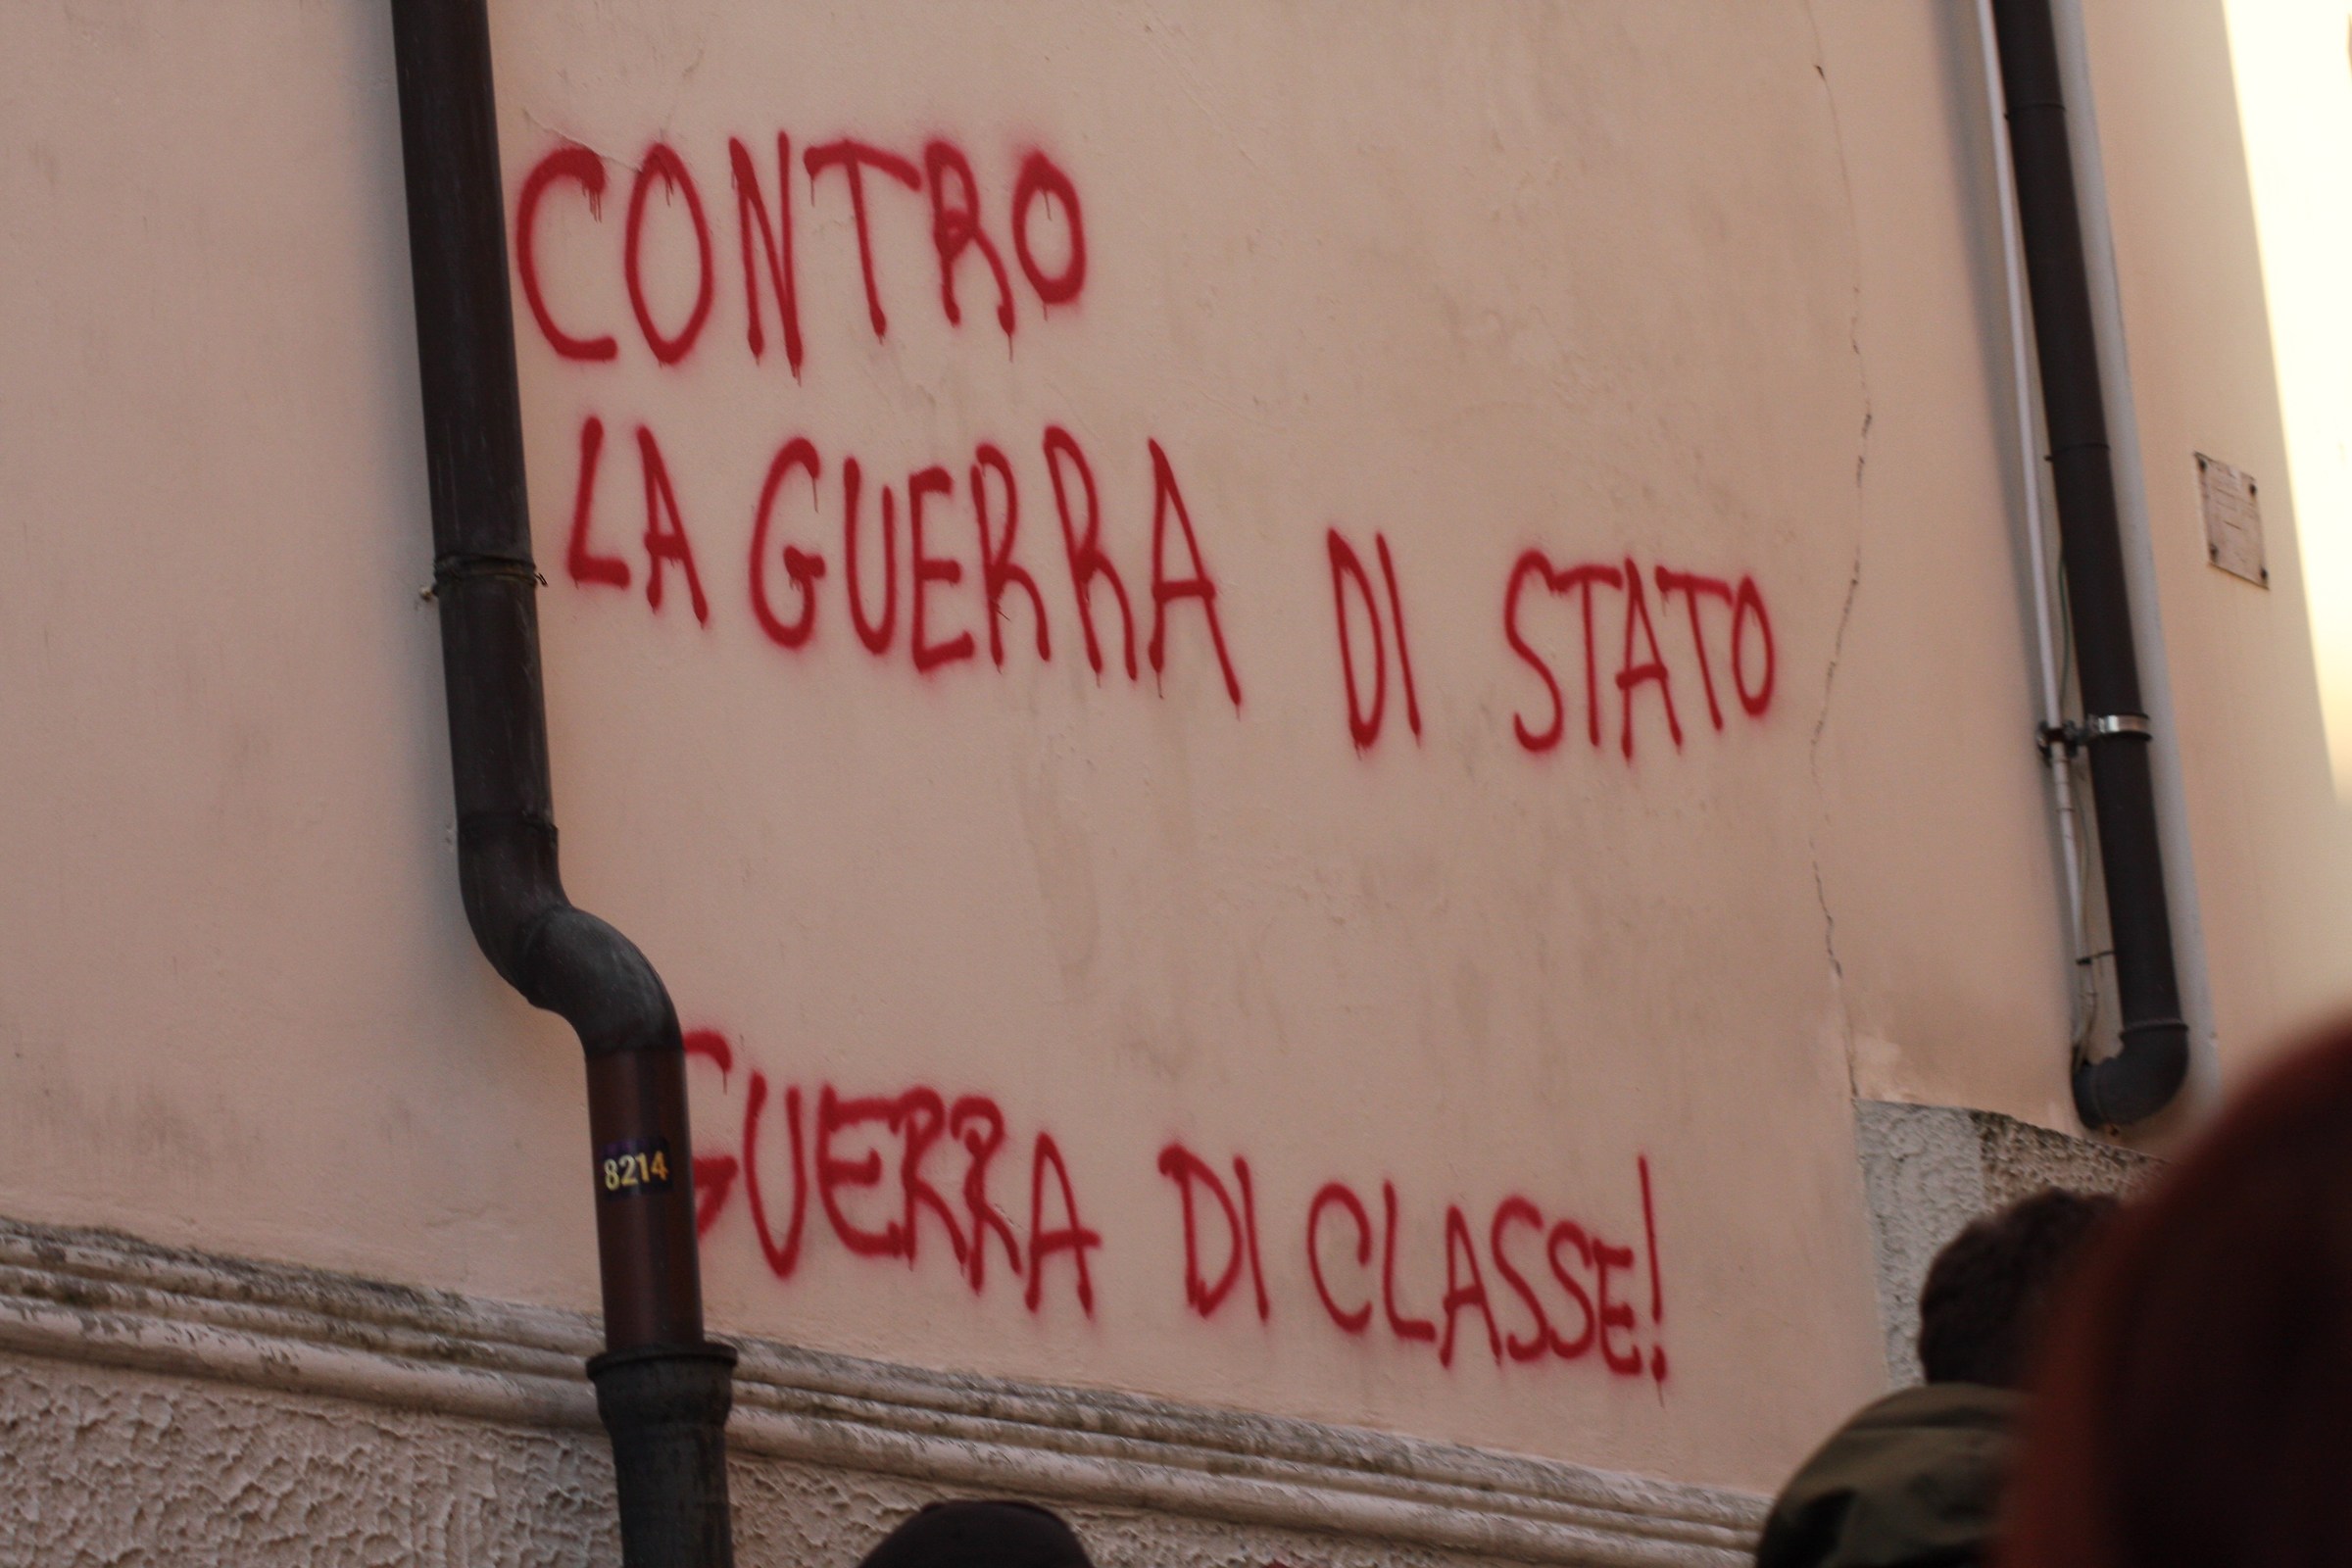 CONTRO
LA GUERRA DI STATO
GUERRA DI CLASSE!
8214